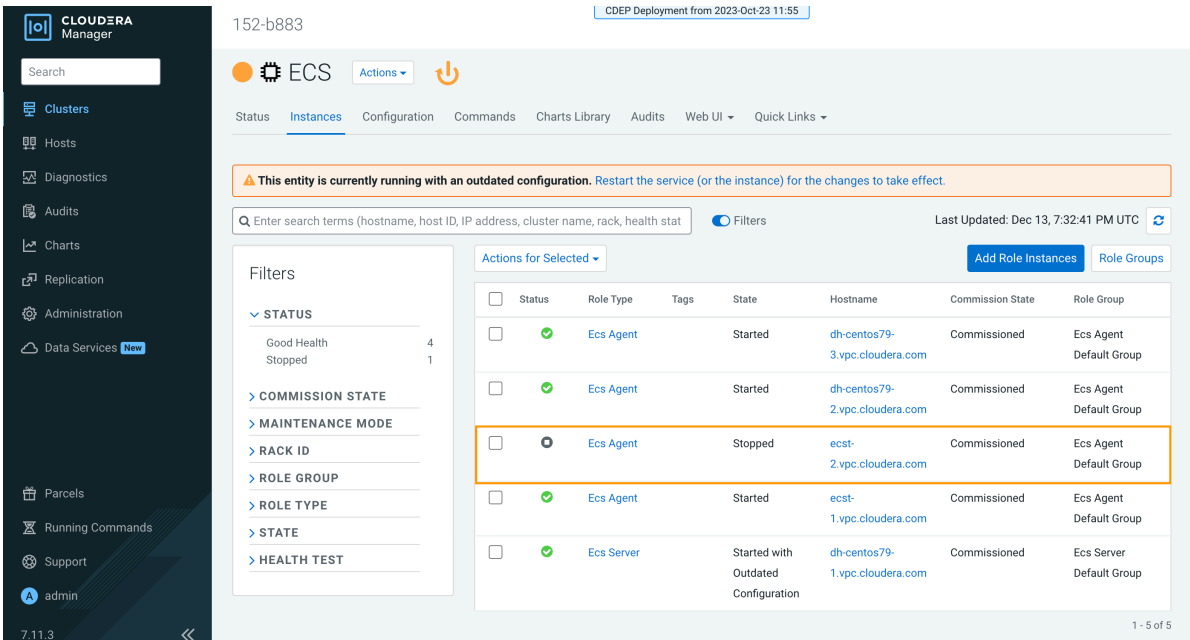 CLOUDERA
Manager
Search
Clusters
Hosts
Diagnostics
Audits
Charts
Replication
Administration
Data Services New
Parcels
Running Commands
Support
A admin
7.11.3
152-b883
CDEP Deployment from 2023-Oct-23 11:55
ECS Actions
Status Instances Configuration Commands Charts Library Audits Web UI Quick Links
This entity is currently running with an outdated configuration. Restart the service (or the instance) for the changes to take effect.
Enter search terms (hostname, host ID, IP address, cluster name, rack, health stat
Filters
Last Updated: Dec 13, 7:32:41 PM UTC
Filters
STATUS
Good Health 4
Stopped 1
COMMISSION STATE
MAINTENANCE MODE
RACK ID
ROLE GROUP
ROLE TYPE
STATE
HEALTH TEST
Actions for Selected Add Role Instances Role Groups
Status Role Type Tags State Hostname Commission State Role Group
Ecs Agent Started dh-centos79- Commissioned Ecs Agent
3.vpc.cloudera.com Default Group
Ecs Agent Started dh-centos79- Commissioned Ecs Agent
2.vpc.cloudera.com Default Group
Ecs Agent Stopped ecst- Commissioned Ecs Agent
2.vpc.cloudera.com Default Group
Ecs Agent Started ecst- Commissioned Ecs Agent
1.vpc.cloudera.com Default Group
Ecs Server Started with dh-centos79- Commissioned Ecs Server
Outdated 1.vpc.cloudera.com Default Group
Configuration
1 - 5 of 5